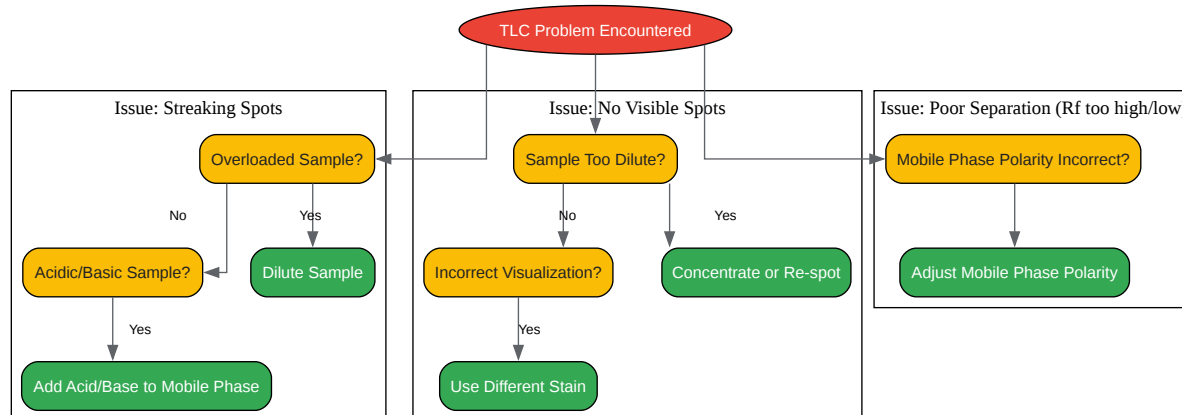 TLC Problem Encountered
Issue: Streaking Spots
Overloaded Sample?
No
Yes
Acidic/Basic Sample?
Dilute Sample
Yes
Add Acid/Base to Mobile Phase
Issue: No Visible Spots
Sample Too Dilute?
No
Yes
Incorrect Visualization?
Concentrate or Re-spot
Yes
Use Different Stain
Issue: Poor Separation (Rf too high/low)
Mobile Phase Polarity Incorrect?
Adjust Mobile Phase Polarity